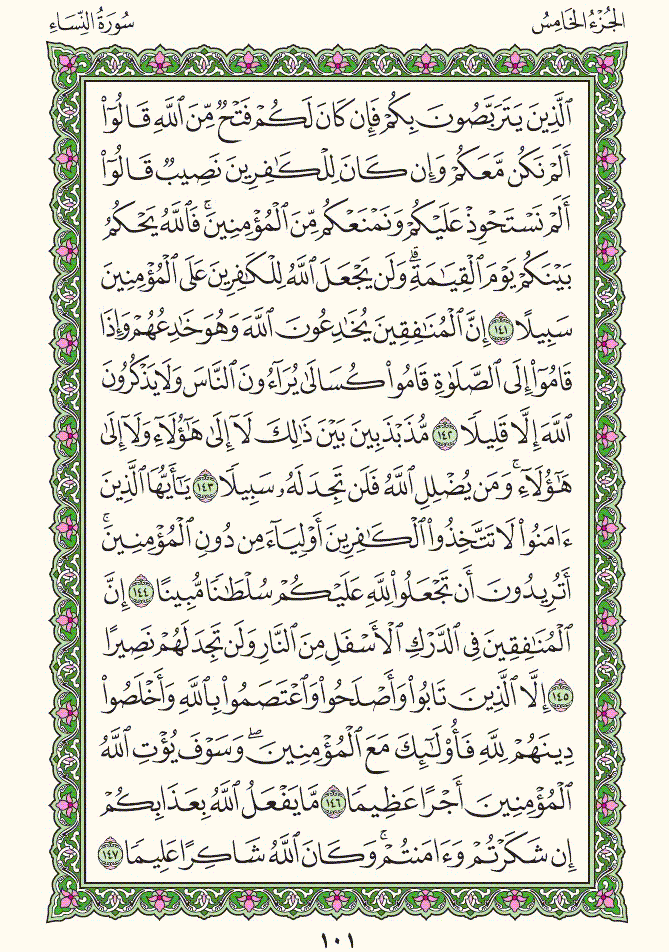 الجُزْءُ الخَامِسُ
سُورَةُ النِّسَاءِ
ٱلَّذِينَ يَتَرَبَّصُونَ بِكُمۡ فَإِن كَانَ لَكُمۡ فَتۡحٞ مِّنَ ٱللَّهِ قَالُوٓاْ
أَلَمۡ نَكُن مَّعَكُمۡ وَإِن كَانَ لِلۡكَٰفِرِينَ نَصِيبٞ قَالُوٓاْ
أَلَمۡ نَسۡتَحۡوِذۡ عَلَيۡكُمۡ وَنَمۡنَعۡكُم مِّنَ ٱلۡمُؤۡمِنِينَۚ فَٱللَّهُ يَحۡكُمُ
بَيۡنَكُمۡ يَوۡمَ ٱلۡقِيَٰمَةِۗ وَلَن يَجۡعَلَ ٱللَّهُ لِلۡكَٰفِرِينَ عَلَى ٱلۡمُؤۡمِنِينَ
سَبِيلًا ١٤١ إِنَّ ٱلۡمُنَٰفِقِينَ يُخَٰدِعُونَ ٱللَّهَ وَهُوَ خَٰدِعُهُمۡ وَإِذَا
قَامُوٓاْ إِلَى ٱلصَّلَوٰةِ قَامُواْ كُسَالَىٰ يُرَآءُونَ ٱلنَّاسَ وَلَا يَذۡكُرُونَ
ٱللَّهَ إِلَّا قَلِيلٗا ١٤٢ مُّذَبۡذَبِينَ بَيۡنَ ذَٰلِكَ لَآ إِلَىٰ هَٰٓؤُلَآءِ وَلَآ إِلَىٰ
هَٰٓؤُلَآءِۚ وَمَن يُضۡلِلِ ٱللَّهُ فَلَن تَجِدَ لَهُۥ سَبِيلٗا ١٤٣ يَٰٓأَيُّهَا ٱلَّذِينَ
ءَامَنُواْ لَا تَتَّخِذُواْ ٱلۡكَٰفِرِينَ أَوۡلِيَآءَ مِن دُونِ ٱلۡمُؤۡمِنِينَۚ
أَتُرِيدُونَ أَن تَجۡعَلُواْ لِلَّهِ عَلَيۡكُمۡ سُلۡطَٰنٗا مُّبِينًا ١٤٤ إِنَّ
ٱلۡمُنَٰفِقِينَ فِي ٱلدَّرۡكِ ٱلۡأَسۡفَلِ مِنَ ٱلنَّارِ وَلَن تَجِدَ لَهُمۡ نَصِيرًا
١٤٥ إِلَّا ٱلَّذِينَ تَابُواْ وَأَصۡلَحُواْ وَٱعۡتَصَمُواْ بِٱللَّهِ وَأَخۡلَصُواْ
دِينَهُمۡ لِلَّهِ فَأُوْلَٰٓئِكَ مَعَ ٱلۡمُؤۡمِنِينَۖ وَسَوۡفَ يُؤۡتِ ٱللَّهُ
ٱلۡمُؤۡمِنِينَ أَجۡرًا عَظِيمٗا ١٤٦ مَّا يَفۡعَلُ ٱللَّهُ بِعَذَابِكُمۡ
إِن شَكَرۡتُمۡ وَءَامَنتُمۡۚ وَكَانَ ٱللَّهُ شَاكِرًا عَلِيمٗا ١٤٧
١٠١